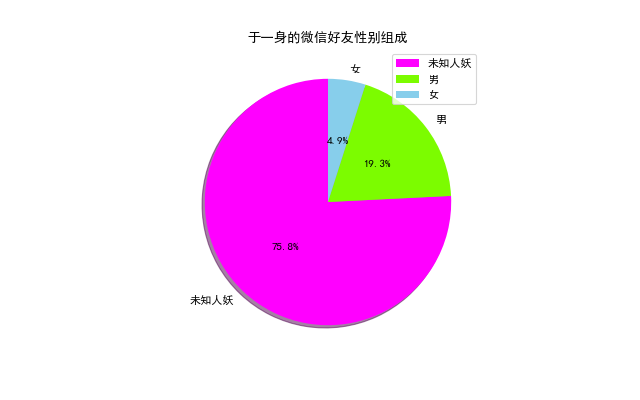 于一身的微信好友性别组成
未知人妖
男
女
女
男
4.9%
19.3%
75.8%
未知人妖